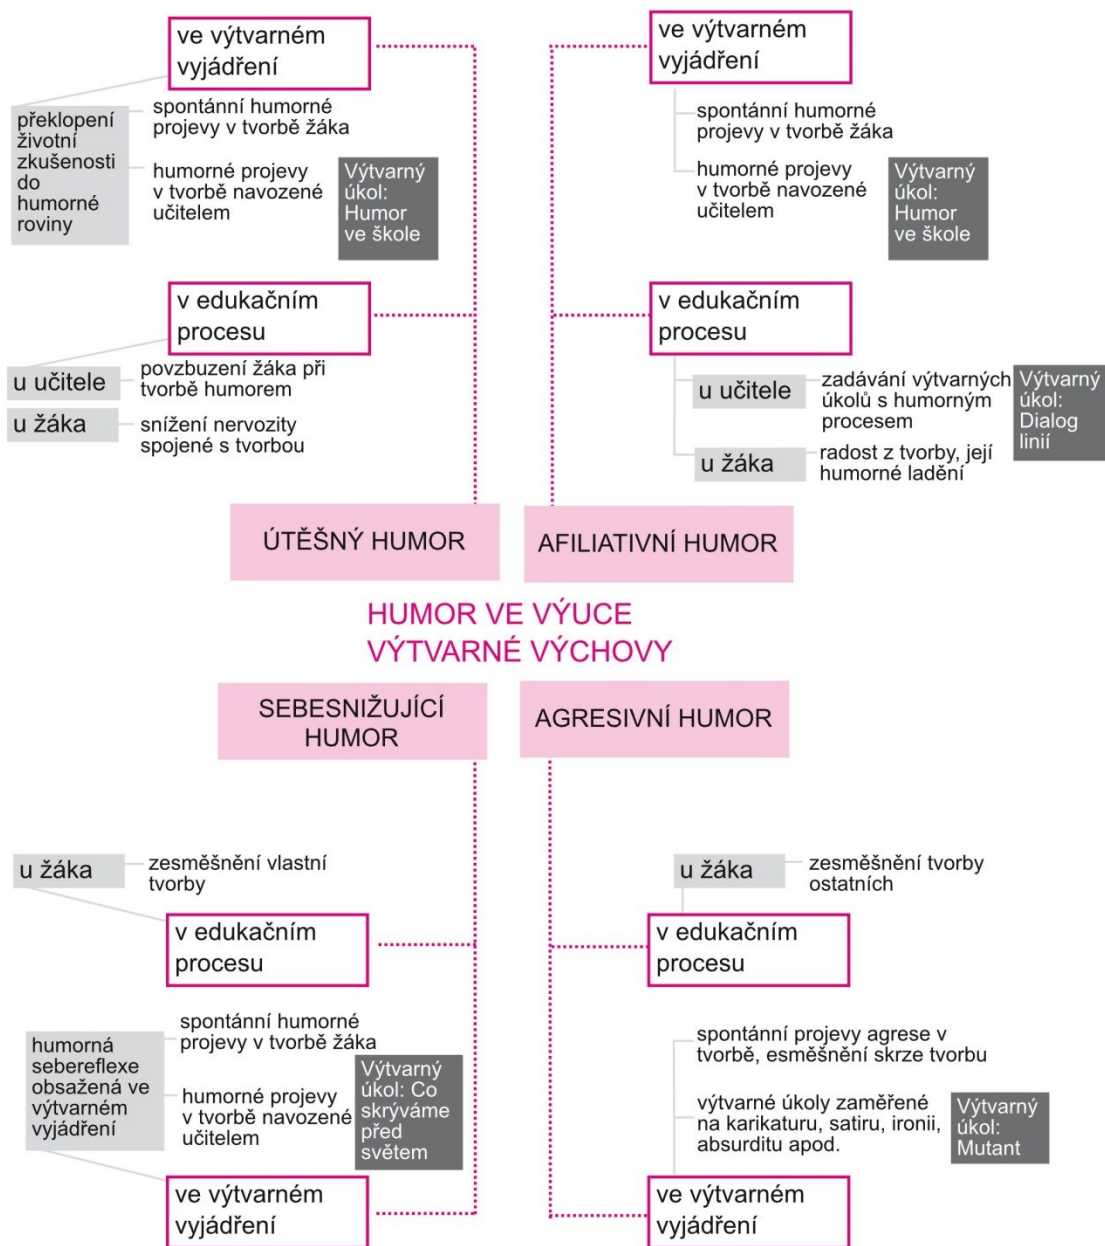 ve výtvarném
vyjádření
překlopení
životní
zkušenosti
do
humorné
roviny
spontánní humorné
projevy v tvorbě žáka
humorné projevy
v tvorbě navozené
učitelem
Výtvarný
úkol:
Humor
ve škole
v edukačním
procesu
u učitele
povzbuzení žáka při
tvorbě humorem
u žáka
snížení nervozity
spojené s tvorbou
ÚTĚŠNÝ HUMOR
ve výtvarném
vyjádření
spontánní humorné
projevy v tvorbě žáka
humorné projevy
v tvorbě navozené
učitelem
Výtvarný
úkol:
Humor
ve škole
v edukačním
procesu
u učitele
zadávání výtvarných
úkolů s humorným
procesem
Výtvarný
úkol:
Dialog
linií
u žáka
radost z tvorby, její
humorné ladění
AFILIATIVNÍ HUMOR
HUMOR VE VÝUCE
VÝTVARNÉ VÝCHOVY
SEBESNIŽUJÍCÍ
HUMOR
u žáka
zesměšnění vlastní
tvorby
v edukačním
procesu
humorná
sebereflexe
obsažená ve
výtvarném
vyjádření
spontánní humorné
projevy v tvorbě žáka
humorné projevy
v tvorbě navozené
učitelem
Výtvarný
úkol: Co
skrýváme
před
světem
ve výtvarném
vyjádření
AGRESIVNÍ HUMOR
u žáka
zesměšnění tvorby
ostatních
v edukačním
procesu
spontánní projevy agrese v
tvorbě, esměšnění skrze tvorbu
výtvarné úkoly zaměřené
na karikaturu, satiru, ironii,
absurditu apod.
Výtvarný
úkol:
Mutant
ve výtvarném
vyjádření